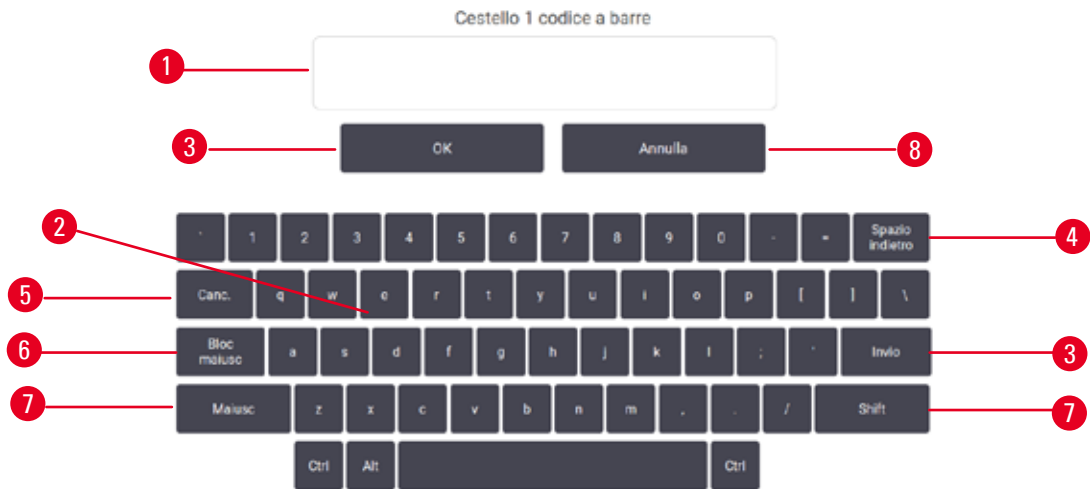 Cestello 1 codice a barre
1
3 OK Annulla 8
2
` 1 2 3 4 5 6 7 8 9 0 - = Spazio indietro 4
5 Canc. q w e r t y u i o p [ ] \
6 Bloc maiusc a s d f g h j k l ; ' Invio 3
7 Maiusc z x c v b n m , . / Shift 7
Ctrl Alt Ctrl